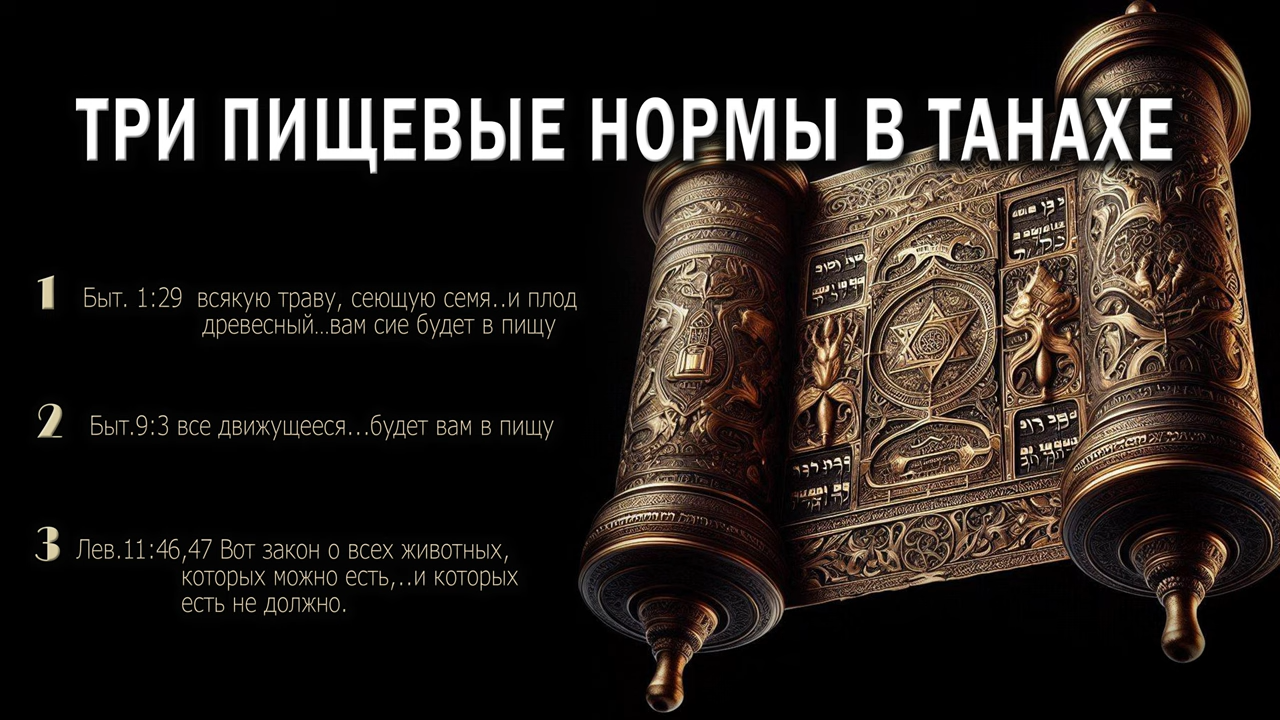 ТРИ ПИЩЕВЫЕ НОРМЫ В ТАНАХЕ
1 Быт. 1:29 всякую траву, сеющую семя..и плод
древесный...вам сие будет в пищу
2 Быт.9:3 все движущееся...будет вам в пищу
3 Лев.11:46,47 Вот закон о всех животных,
которых можно есть,..и которых
есть не должно.